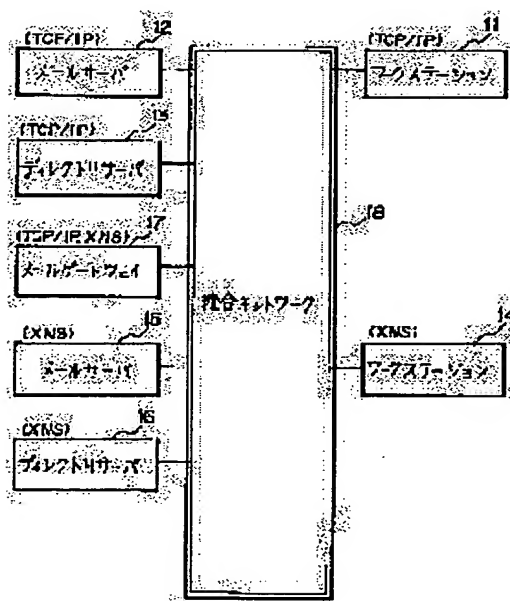 (TCP/IP) 12
メールサーバ
(TCP/IP) 13
ディレクトリサーバ
(TCP/IP,XNS) 17
メールゲートウェイ
(XNS) 15
メールサーバ
(XNS) 16
ディレクトリサーバ
複合ネットワーク
(TCP/IP) 11
ワークステーション
18
(XNS) 14
ワークステーション